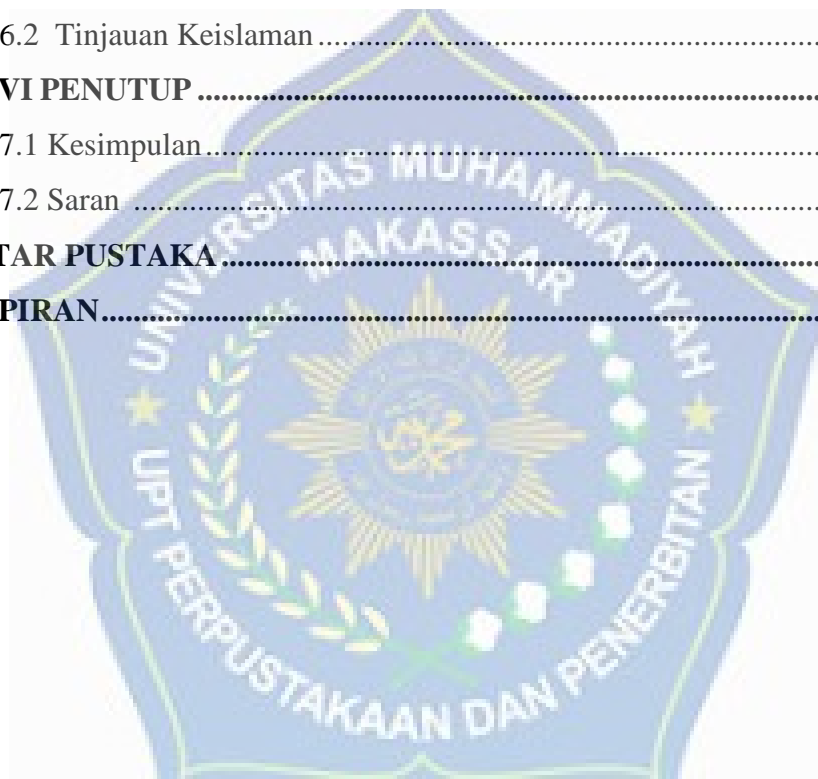 6.2 Tinjauan Keislaman................................................................
VI PENUTUP................................................................
7.1 Kesimpulan................................................................
7.2 Saran ................................................................
TAR PUSTAKA................................................................
PIRAN................................................................
UNIVERSITAS MUHAMMADIYAH
MAKASSAR
UPT PERPUSTAKAAN DAN PENERBITAN